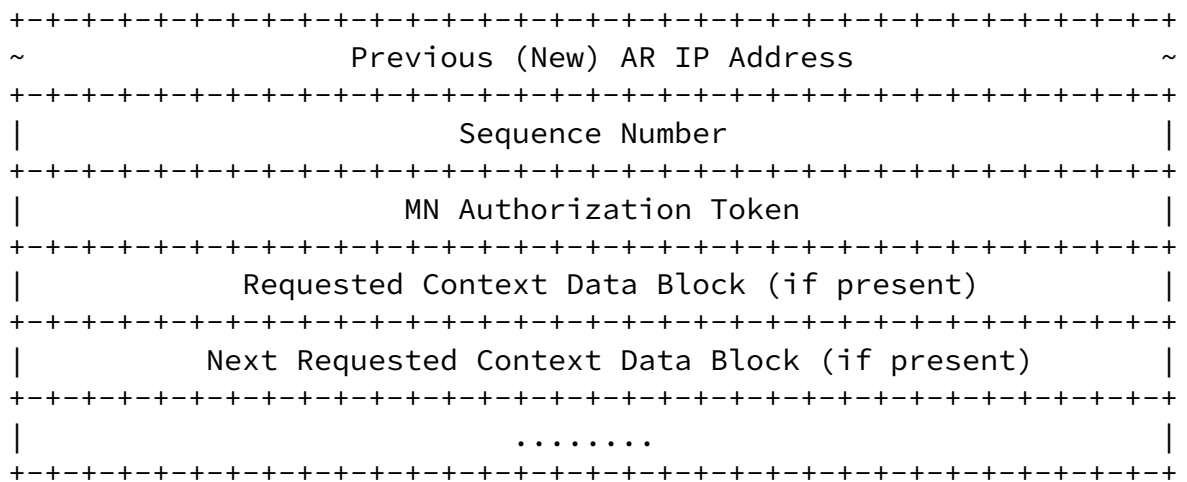 +-+-+-+-+-+-+-+-+-+-+-+-+-+-+-+-+-+-+-+-+-+-+-+-+-+-+-+-+-+-+-+-+
~ Previous (New) AR IP Address ~
+-+-+-+-+-+-+-+-+-+-+-+-+-+-+-+-+-+-+-+-+-+-+-+-+-+-+-+-+-+-+-+-+
| Sequence Number |
+-+-+-+-+-+-+-+-+-+-+-+-+-+-+-+-+-+-+-+-+-+-+-+-+-+-+-+-+-+-+-+-+
| MN Authorization Token |
+-+-+-+-+-+-+-+-+-+-+-+-+-+-+-+-+-+-+-+-+-+-+-+-+-+-+-+-+-+-+-+-+
| Requested Context Data Block (if present) |
+-+-+-+-+-+-+-+-+-+-+-+-+-+-+-+-+-+-+-+-+-+-+-+-+-+-+-+-+-+-+-+-+
| Next Requested Context Data Block (if present) |
+-+-+-+-+-+-+-+-+-+-+-+-+-+-+-+-+-+-+-+-+-+-+-+-+-+-+-+-+-+-+-+-+
| ........ |
+-+-+-+-+-+-+-+-+-+-+-+-+-+-+-+-+-+-+-+-+-+-+-+-+-+-+-+-+-+-+-+-+